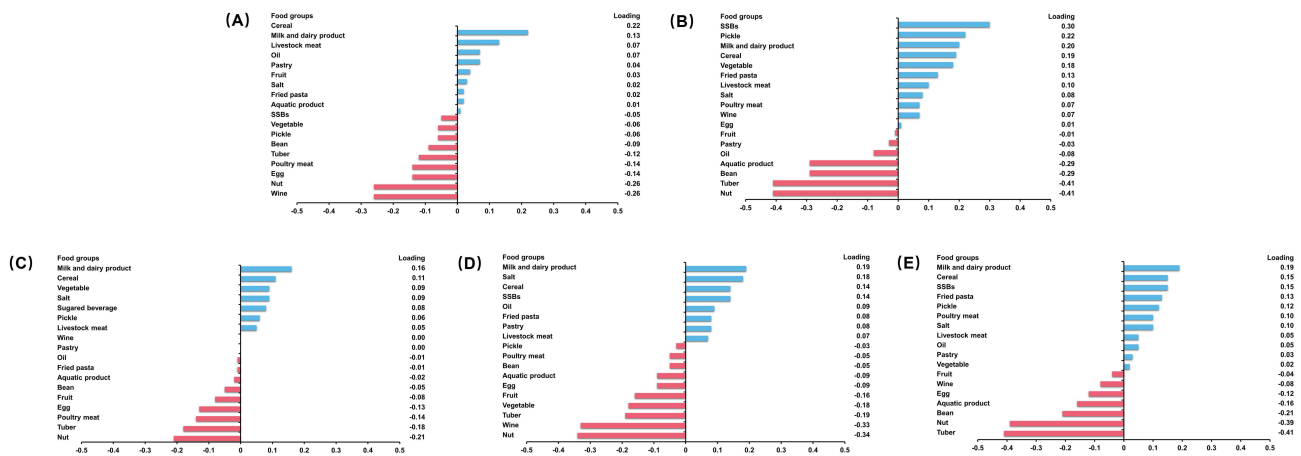 (A)
Food groups Loading
Cereal 0.22
Milk and dairy product 0.13
Livestock meat 0.07
Oil 0.07
Pastry 0.04
Fruit 0.03
Salt 0.02
Fried pasta 0.02
Aquatic product 0.01
SSBs -0.05
Vegetable -0.06
Pickle -0.06
Bean -0.09
Tuber -0.12
Poultry meat -0.14
Egg -0.14
Nut -0.26
Wine -0.26
-0.5 -0.4 -0.3 -0.2 -0.1 0 0.1 0.2 0.3 0.4 0.5
(B)
Food groups Loading
SSBs 0.30
Pickle 0.22
Milk and dairy product 0.20
Cereal 0.19
Vegetable 0.18
Fried pasta 0.13
Livestock meat 0.10
Salt 0.08
Poultry meat 0.07
Wine 0.07
Egg 0.01
Fruit -0.01
Pastry -0.03
Oil -0.08
Aquatic product -0.29
Bean -0.29
Tuber -0.41
Nut -0.41
-0.5 -0.4 -0.3 -0.2 -0.1 0 0.1 0.2 0.3 0.4 0.5
(C)
Food groups Loading
Milk and dairy product 0.16
Cereal 0.11
Vegetable 0.09
Salt 0.09
Sugared beverage 0.08
Pickle 0.06
Livestock meat 0.05
Wine 0.00
Pastry 0.00
Oil -0.01
Fried pasta -0.01
Aquatic product -0.02
Bean -0.05
Fruit -0.08
Egg -0.13
Poultry meat -0.14
Tuber -0.18
Nut -0.21
-0.5 -0.4 -0.3 -0.2 -0.1 0 0.1 0.2 0.3 0.4 0.5
(D)
Food groups Loading
Milk and dairy product 0.19
Salt 0.18
Cereal 0.14
SSBs 0.14
Oil 0.09
Fried pasta 0.08
Pastry 0.08
Livestock meat 0.07
Pickle -0.03
Poultry meat -0.05
Bean -0.05
Aquatic product -0.09
Egg -0.09
Fruit -0.16
Vegetable -0.18
Tuber -0.19
Wine -0.33
Nut -0.34
-0.5 -0.4 -0.3 -0.2 -0.1 0 0.1 0.2 0.3 0.4 0.5
(E)
Food groups Loading
Milk and dairy product 0.19
Cereal 0.15
SSBs 0.15
Fried pasta 0.13
Pickle 0.12
Poultry meat 0.10
Salt 0.10
Livestock meat 0.05
Oil 0.05
Pastry 0.03
Vegetable 0.02
Fruit -0.04
Wine -0.08
Egg -0.12
Aquatic product -0.16
Bean -0.21
Nut -0.39
Tuber -0.41
-0.5 -0.4 -0.3 -0.2 -0.1 0 0.1 0.2 0.3 0.4 0.5